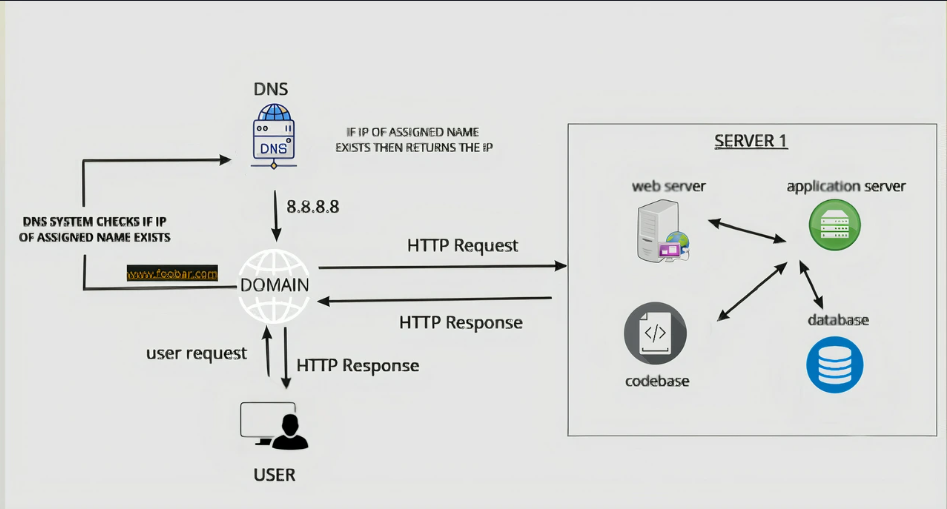 DNS
DNS
IF IP OF ASSIGNED NAME
EXISTS THEN RETURNS THE IP
8.8.8.8
DNS SYSTEM CHECKS IF IP
OF ASSIGNED NAME EXISTS
www.foobar.com
DOMAIN
HTTP Request
HTTP Response
user request
HTTP Response
USER
SERVER 1
web server
application server
</>
codebase
database